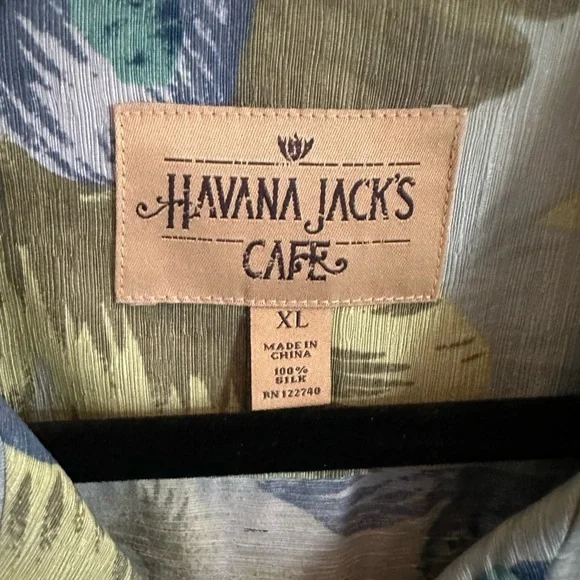 HAVANA JACK'S
CAFE
XL
MADE IN
CHINA
100%
SILK
RN 122740